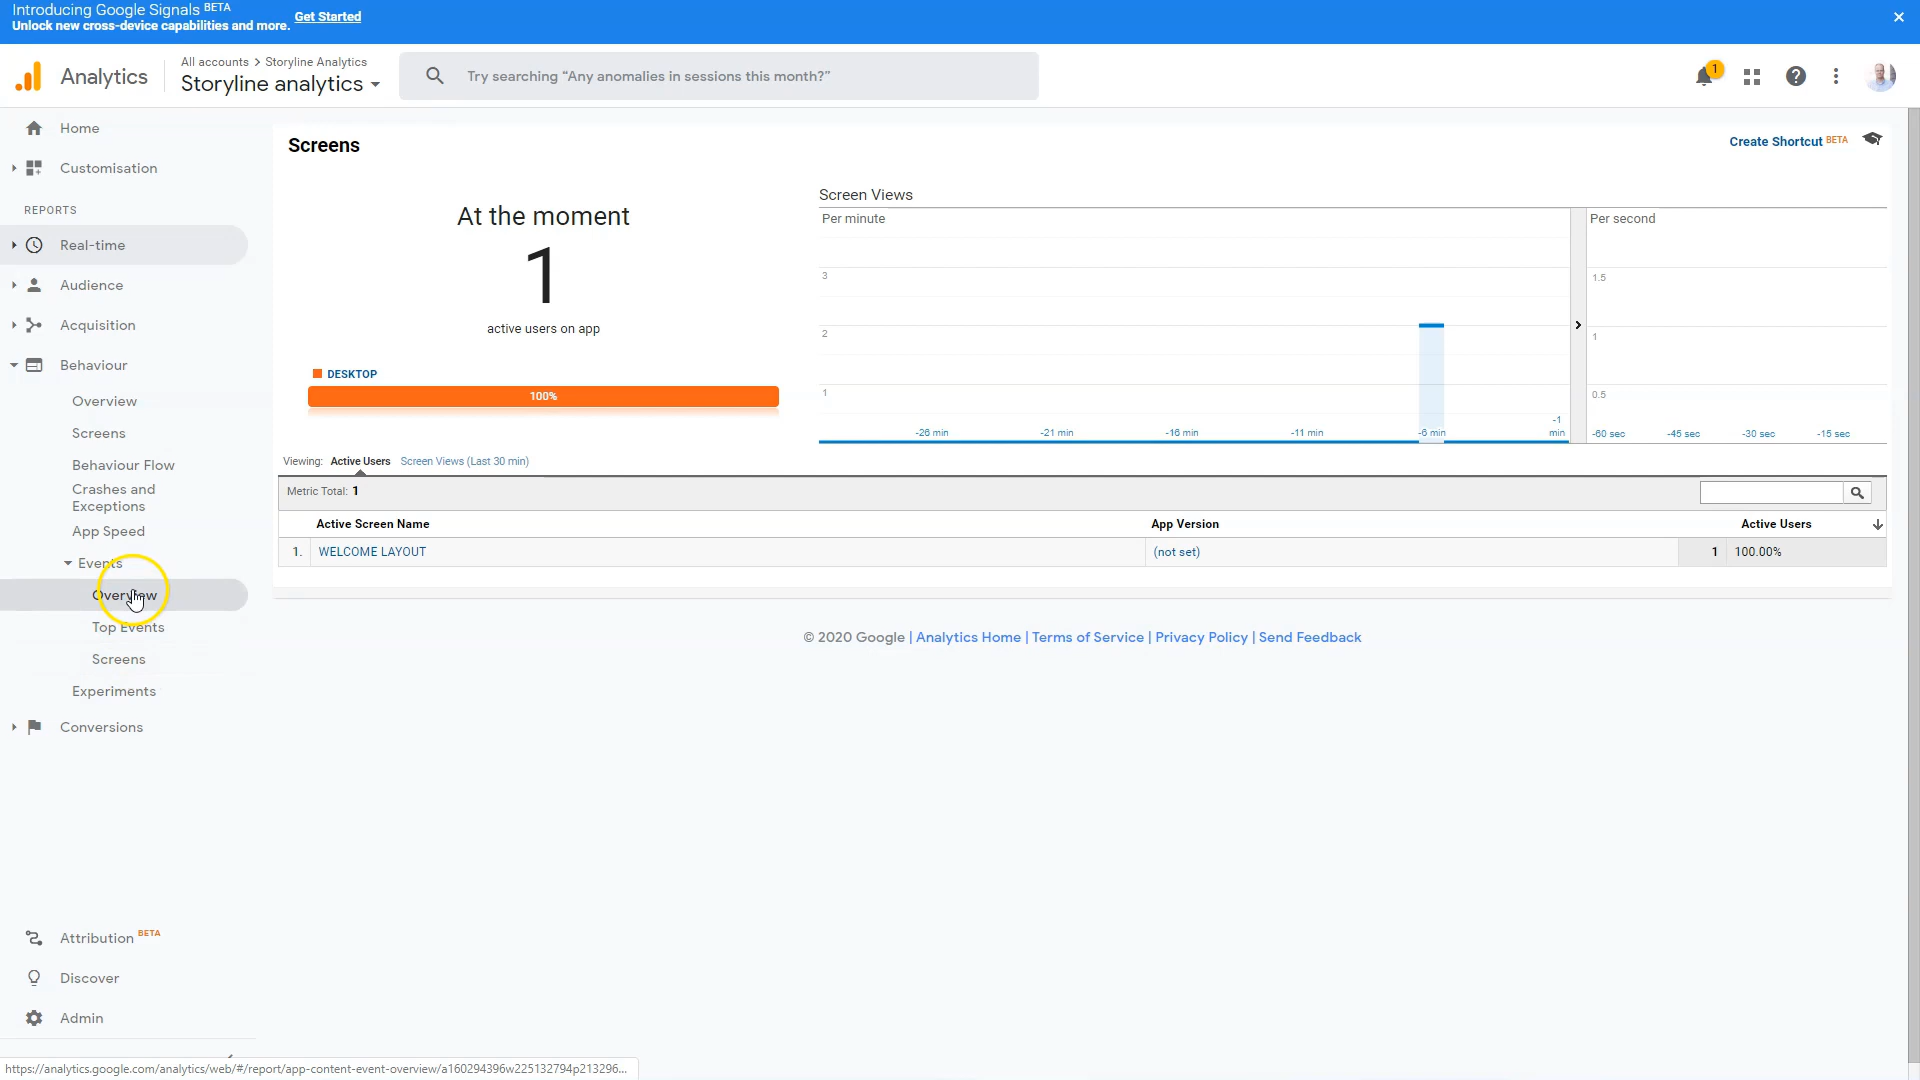 Introducing Google Signals BETA
Unlock new cross-device capabilities and more. Get Started
Analytics
All accounts > Storyline Analytics
Storyline analytics
Try searching “Any anomalies in sessions this month?”
1
Home
Customisation
REPORTS
Real-time
Audience
Acquisition
Behaviour
Overview
Screens
Behaviour Flow
Crashes and
Exceptions
App Speed
Events
Overview
Top Events
Screens
Experiments
Conversions
Attribution BETA
Discover
Admin
Screens
Create Shortcut BETA
At the moment
1
active users on app
DESKTOP
100%
Screen Views
Per minute
3
2
1
-26 min
-21 min
-16 min
-11 min
-6 min
-1
min
Per second
1.5
1
0.5
-60 sec
-45 sec
-30 sec
-15 sec
Viewing: Active Users Screen Views (Last 30 min)
Metric Total: 1
Active Screen Name App Version Active Users
1. WELCOME LAYOUT (not set) 1 100.00%
© 2020 Google | Analytics Home | Terms of Service | Privacy Policy | Send Feedback
https://analytics.google.com/analytics/web/#/report/app-content-event-overview/a160294396w225132794p213296...